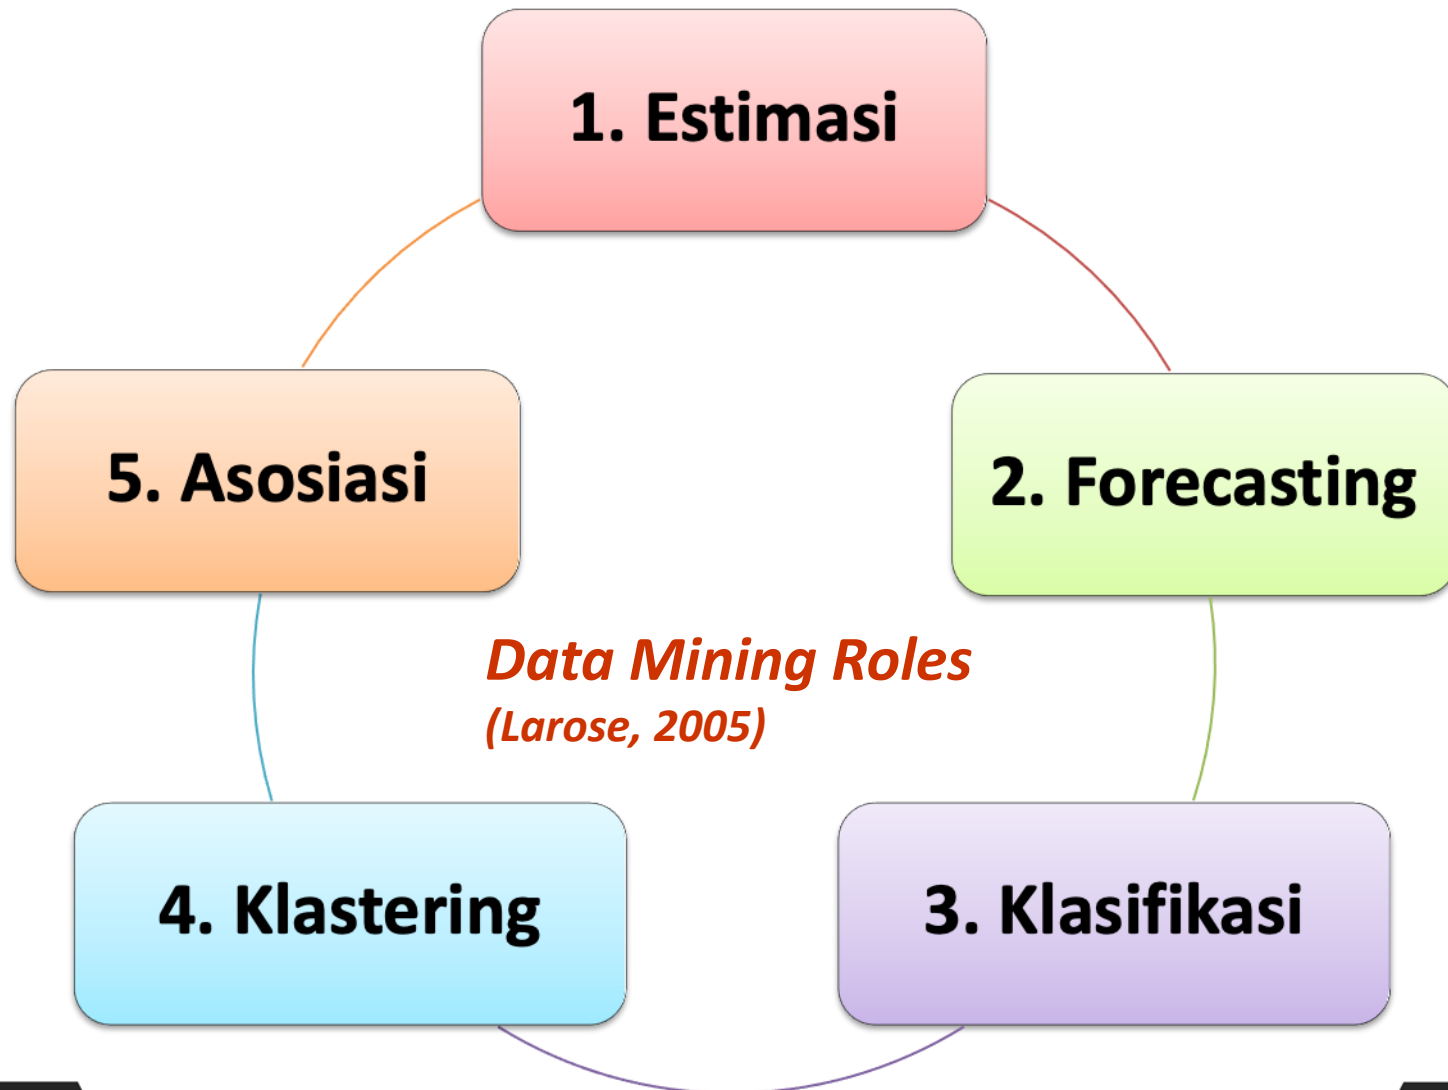 1. Estimasi
2. Forecasting
3. Klasifikasi
4. Klastering
5. Asosiasi
Data Mining Roles
(Larose, 2005)